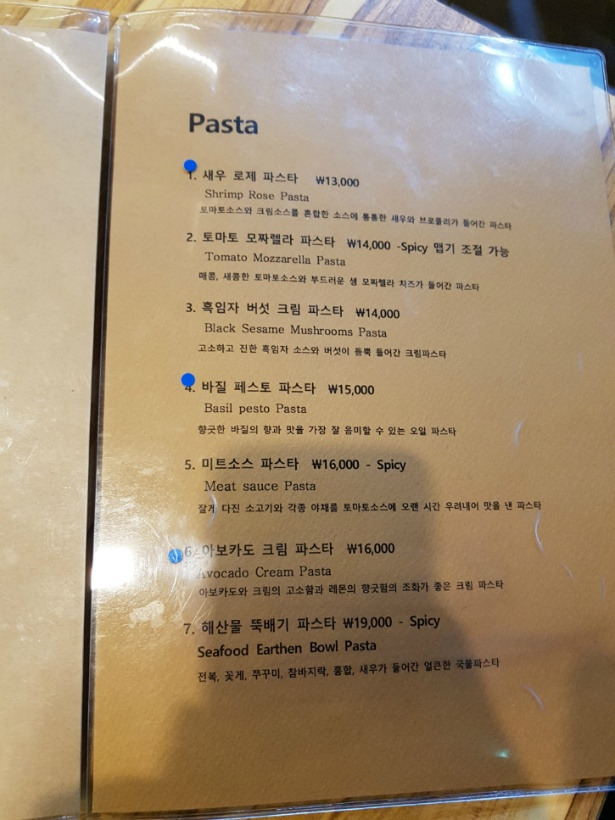 Pasta
1. 새우 로제 파스타 ₩13,000
Shrimp Rose Pasta
토마토소스와 크림소스를 혼합한 소스에 통통한 새우와 브로콜리가 들어간 파스타
2. 토마토 모짜렐라 파스타 ₩14,000 -Spicy 맵기 조절 가능
Tomato Mozzarella Pasta
매콤, 새콤한 토마토소스와 부드러운 생 모짜렐라 치즈가 들어간 파스타
3. 흑임자 버섯 크림 파스타 ₩14,000
Black Sesame Mushrooms Pasta
고소하고 진한 흑임자 소스와 버섯이 듬뿍 들어간 크림파스타
4. 바질 페스토 파스타 ₩15,000
Basil pesto Pasta
향긋한 바질의 향과 맛을 가장 잘 음미할 수 있는 오일 파스타
5. 미트소스 파스타 ₩16,000 - Spicy
Meat sauce Pasta
잘게 다진 소고기와 각종 야채를 토마토소스에 오랜 시간 우려내어 맛을 낸 파스타
6. 아보카도 크림 파스타 ₩16,000
Avocado Cream Pasta
아보카도와 크림의 고소함과 레몬의 향긋함의 조화가 좋은 크림 파스타
7. 해산물 뚝배기 파스타 ₩19,000 - Spicy
Seafood Earthen Bowl Pasta
전복, 꽃게, 쭈꾸미, 참바지락, 홍합, 새우가 들어간 얼큰한 국물파스타